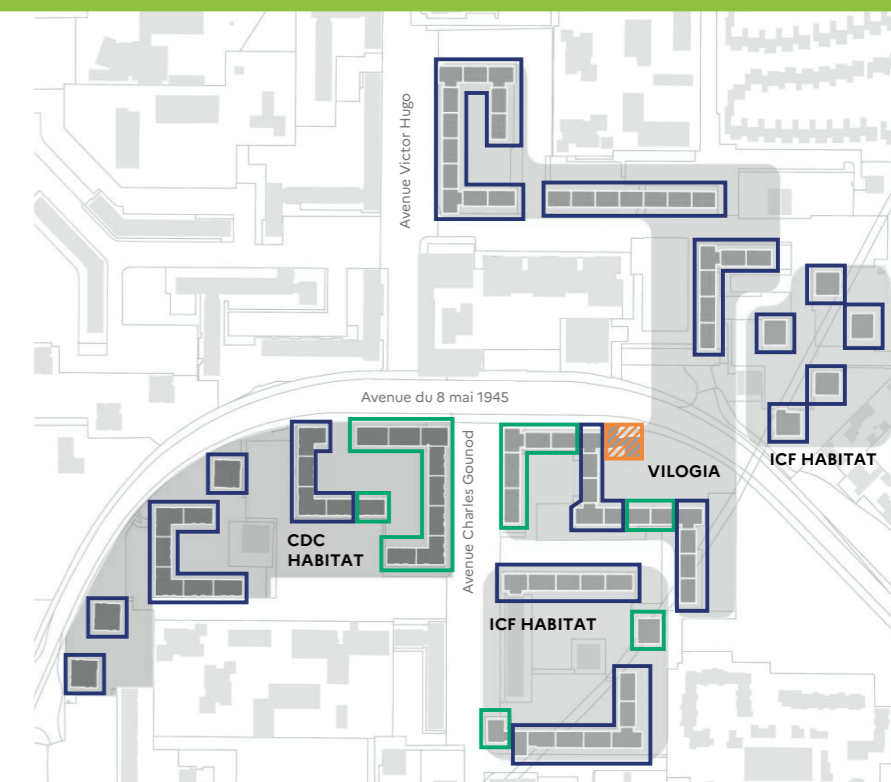 Avenue Victor Hugo
Avenue du 8 mai 1945
Avenue Charles Gounod
VILOGIA
ICF HABITAT
CDC
HABITAT
ICF HABITAT